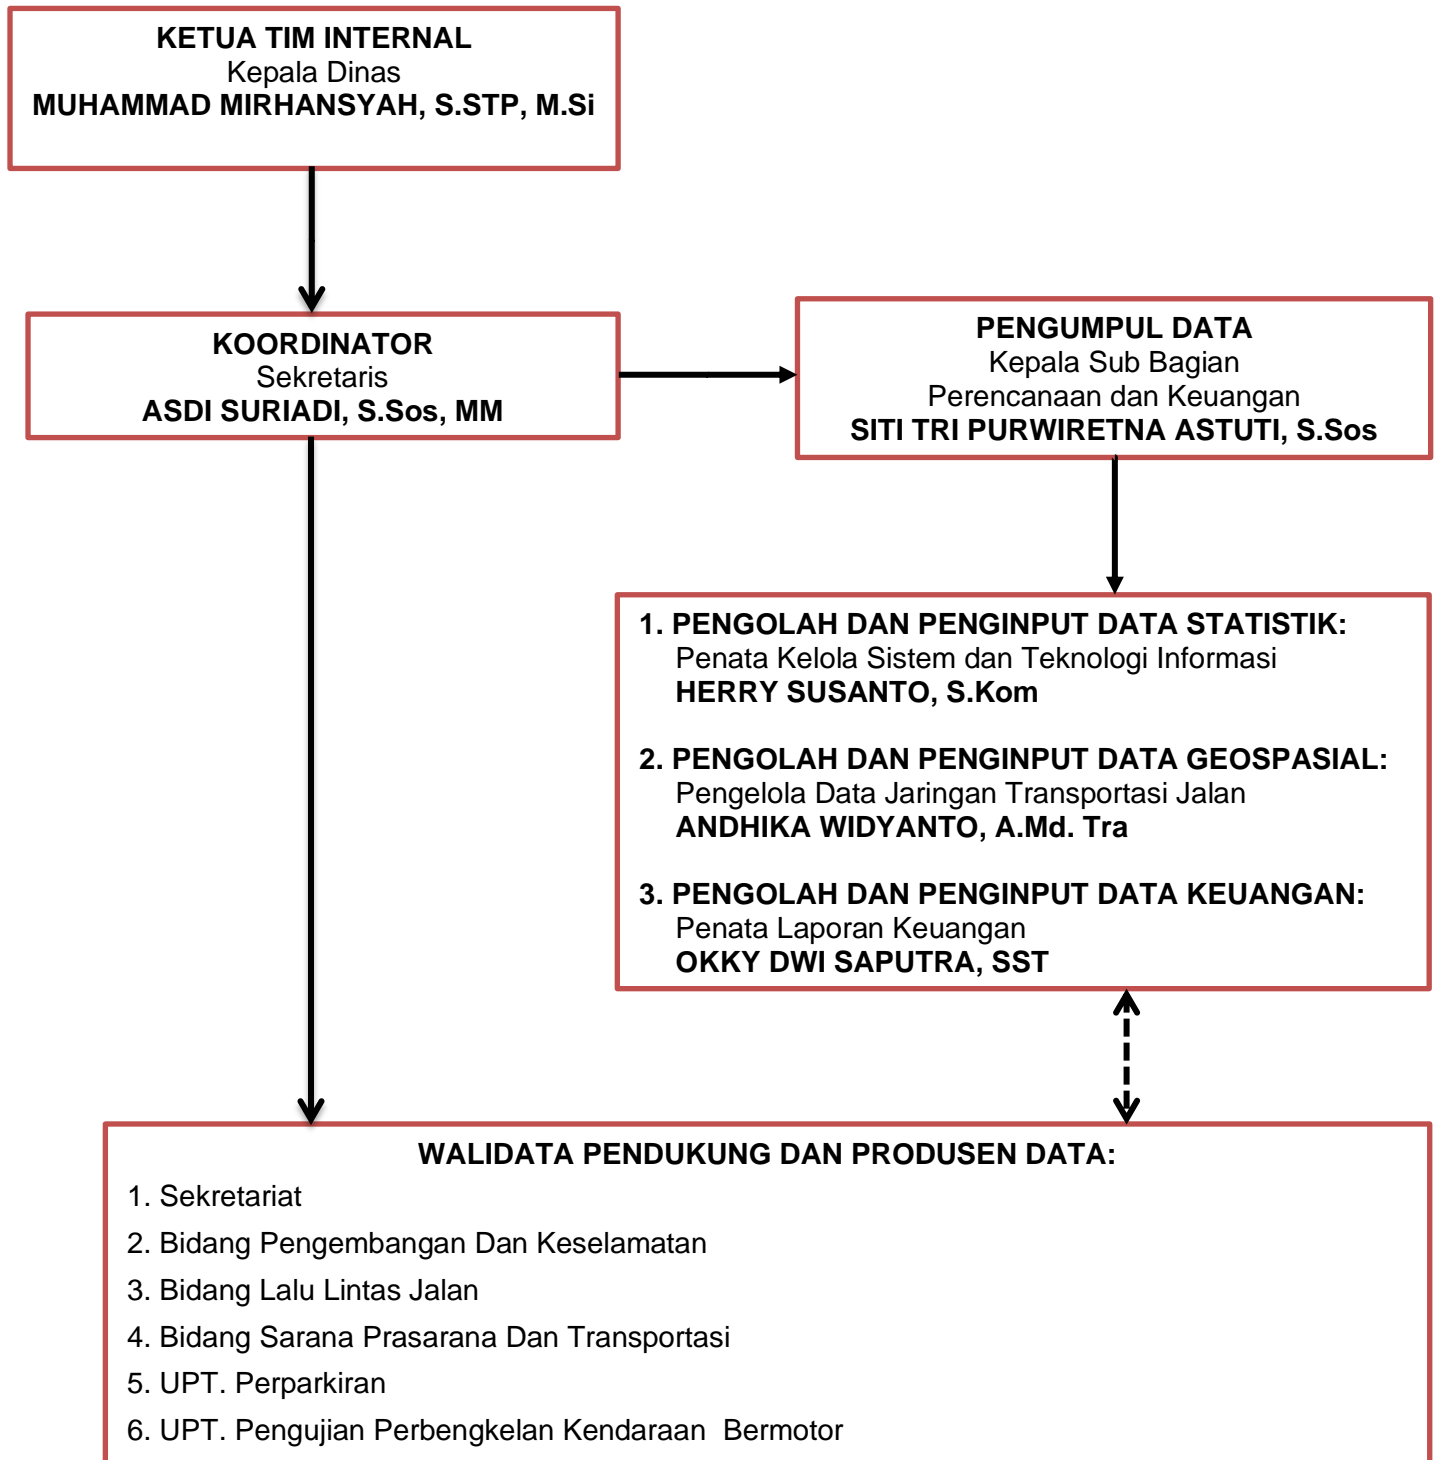 KETUA TIM INTERNAL
Kepala Dinas
MUHAMMAD MIRHANSYAH, S.STP, M.Si
KOORDINATOR
Sekretaris
ASDI SURIADI, S.Sos, MM
PENGUMPUL DATA
Kepala Sub Bagian
Perencanaan dan Keuangan
SITI TRI PURWIRETNA ASTUTI, S.Sos
1. PENGOLAH DAN PENGINPUT DATA STATISTIK:
Penata Kelola Sistem dan Teknologi Informasi
HERRY SUSANTO, S.Kom
2. PENGOLAH DAN PENGINPUT DATA GEOSPASIAL:
Pengelola Data Jaringan Transportasi Jalan
ANDHIKA WIDYANTO, A.Md. Tra
3. PENGOLAH DAN PENGINPUT DATA KEUANGAN:
Penata Laporan Keuangan
OKKY DWI SAPUTRA, SST
WALIDATA PENDUKUNG DAN PRODUSEN DATA:
1. Sekretariat
2. Bidang Pengembangan Dan Keselamatan
3. Bidang Lalu Lintas Jalan
4. Bidang Sarana Prasarana Dan Transportasi
5. UPT. Perparkiran
6. UPT. Pengujian Perbengkelan Kendaraan  Bermotor